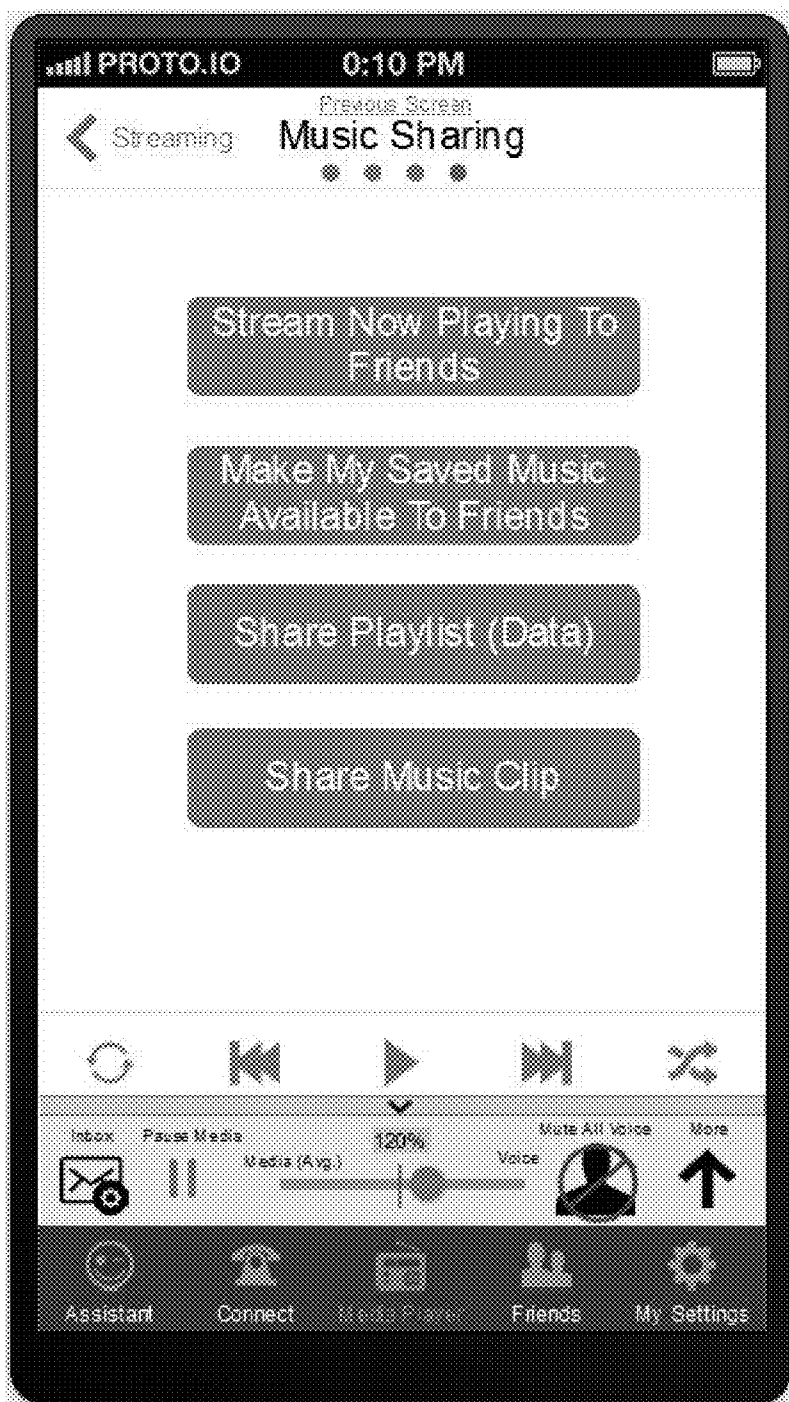 PROTO.IO 0:10 PM
Previous Screen
Streaming Music Sharing
Stream Now Playing To
Friends
Make My Saved Music
Available To Friends
Share Playlist (Data)
Share Music Clip
Inbox Pause Media Media (Avg.) 120% Voice Mute All Voice More
Assistant Connect Media Player Friends My Settings